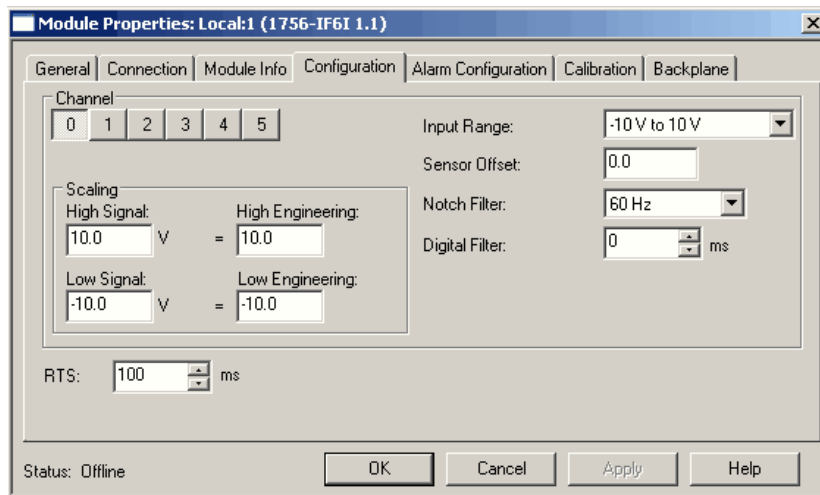 Module Properties: Local:1 (1756-IF6I 1.1)
General Connection Module Info Configuration Alarm Configuration Calibration Backplane
Channel
0 1 2 3 4 5
Input Range: -10 V to 10 V
Sensor Offset: 0.0
Scaling
High Signal: High Engineering:
Notch Filter: 60 Hz
10.0 V = 10.0
Digital Filter: 0 ms
Low Signal: Low Engineering:
-10.0 V = -10.0
RTS: 100 ms
Status: Offline OK Cancel Apply Help